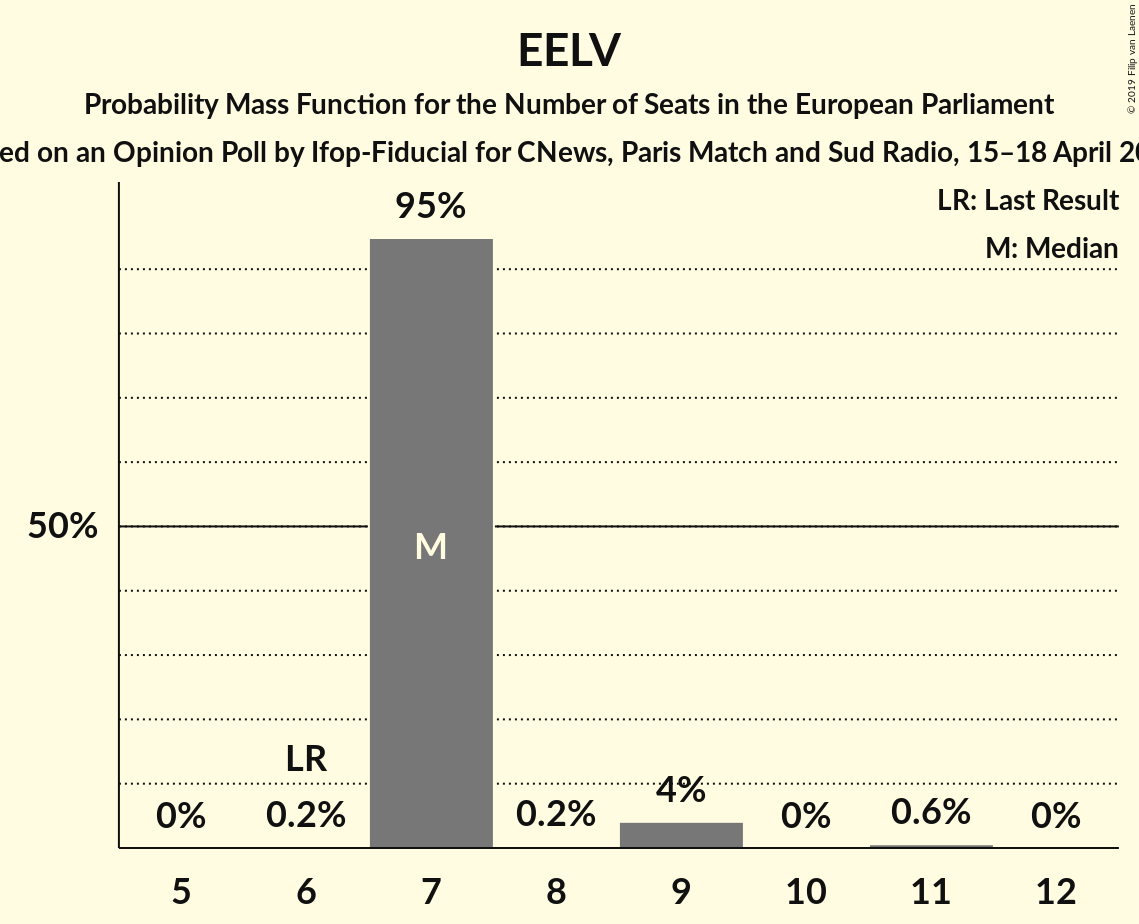 EELV
Probability Mass Function for the Number of Seats in the European Parliament
on an Opinion Poll by Ifop-Fiducial for CNews, Paris Match and Sud Radio, 15–18 April
© 2019 Filip van Laenen
LR: Last Result
M: Median
95%
50%
M
LR
0% 0.2% 0.2% 4% 0% 0.6% 0%
5 6 7 8 9 10 11 12